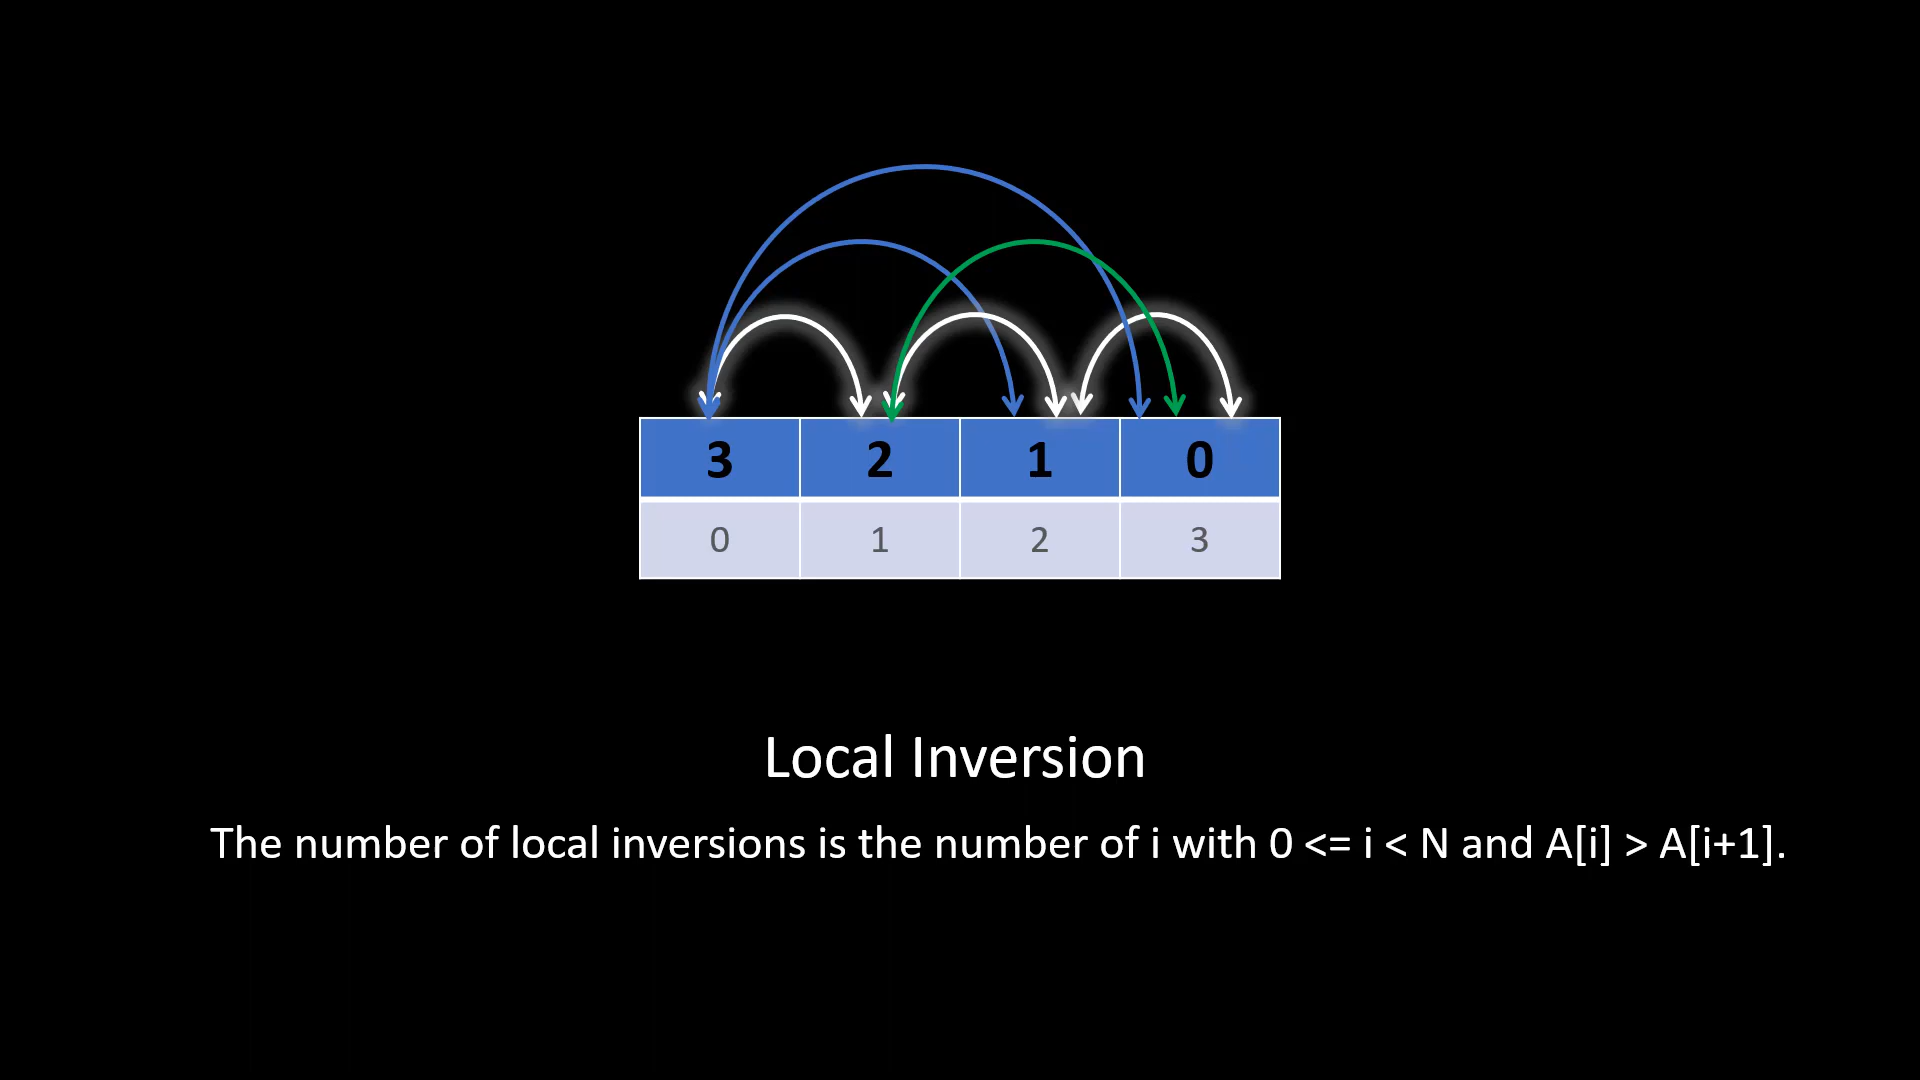 3 2 1 0
0 1 2 3
Local Inversion
The number of local inversions is the number of i with 0 <= i < N and A[i] > A[i+1].